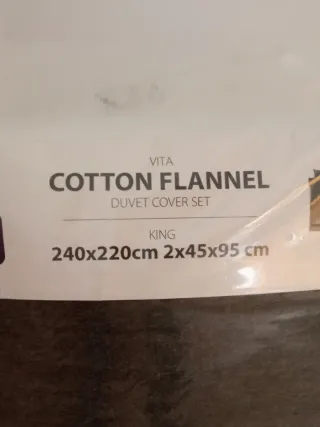 VITA
COTTON FLANNEL
DUVET COVER SET
KING
240x220cm 2x45x95 cm